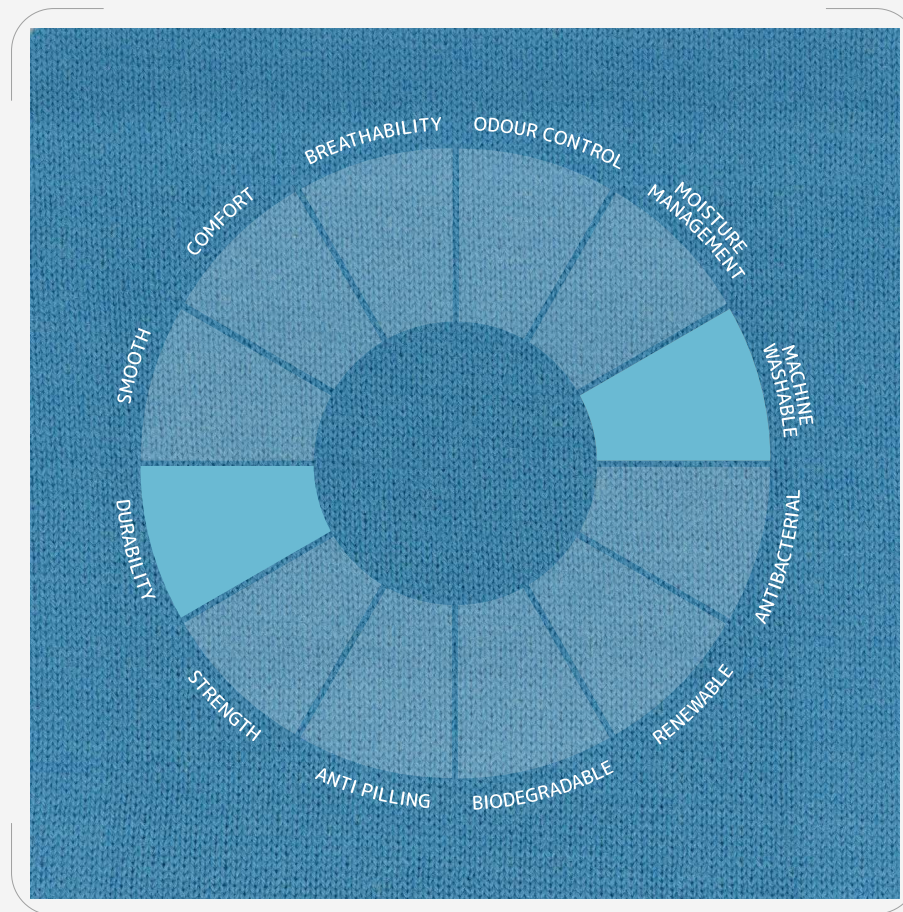 BREATHABILITY
ODOUR CONTROL
MOISTURE
MANAGEMENT
MACHINE
WASHABLE
ANTIBACTERIAL
RENEWABLE
BIODEGRADABLE
ANTI PILLING
STRENGTH
DURABILITY
SMOOTH
COMFORT